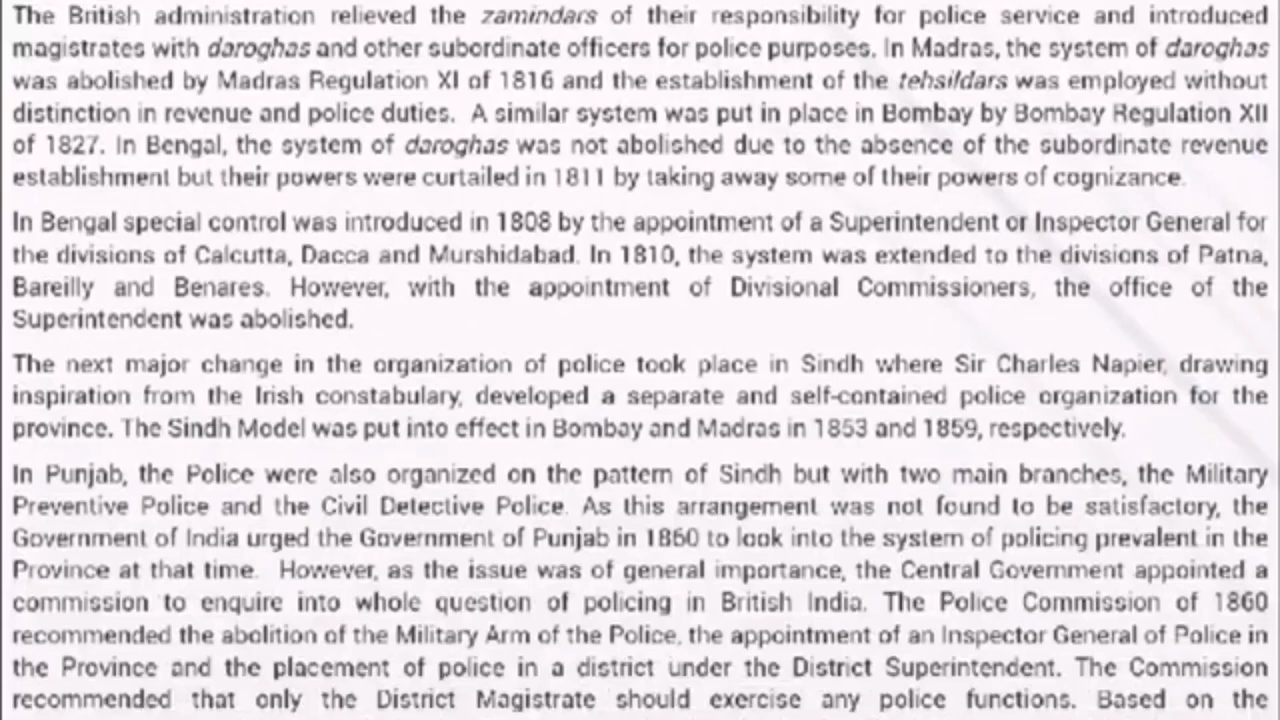 The British administration relieved the zamindars of their responsibility for police service and introduced
magistrates with daroghas and other subordinate officers for police purposes. In Madras, the system of daroghas
was abolished by Madras Regulation XI of 1816 and the establishment of the tehsildars was employed without
distinction in revenue and police duties. A similar system was put in place in Bombay by Bombay Regulation XII
of 1827. In Bengal, the system of daroghas was not abolished due to the absence of the subordinate revenue
establishment but their powers were curtailed in 1811 by taking away some of their powers of cognizance.
In Bengal special control was introduced in 1808 by the appointment of a Superintendent or Inspector General for
the divisions of Calcutta, Dacca and Murshidabad. In 1810, the system was extended to the divisions of Patna,
Bareilly and Benares. However, with the appointment of Divisional Commissioners, the office of the
Superintendent was abolished.
The next major change in the organization of police took place in Sindh where Sir Charles Napier, drawing
inspiration from the Irish constabulary, developed a separate and self-contained police organization for the
province. The Sindh Model was put into effect in Bombay and Madras in 1853 and 1859, respectively.
In Punjab, the Police were also organized on the pattern of Sindh but with two main branches, the Military
Preventive Police and the Civil Detective Police. As this arrangement was not found to be satisfactory, the
Government of India urged the Government of Punjab in 1860 to look into the system of policing prevalent in the
Province at that time. However, as the issue was of general importance, the Central Government appointed a
commission to enquire into whole question of policing in British India. The Police Commission of 1860
recommended the abolition of the Military Arm of the Police, the appointment of an Inspector General of Police in
the Province and the placement of police in a district under the District Superintendent. The Commission
recommended that only the District Magistrate should exercise any police functions. Based on the